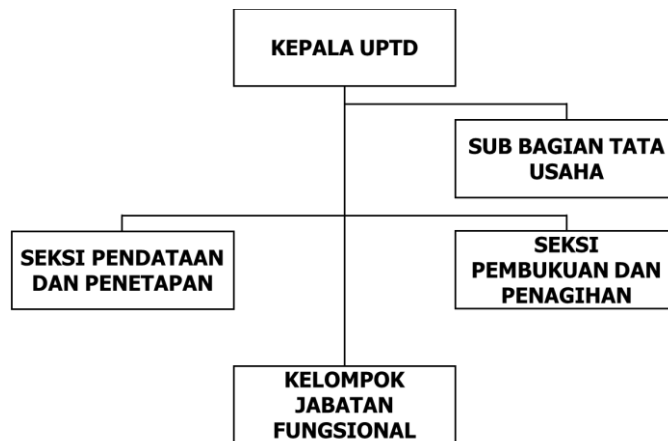 KEPALA UPTD
SUB BAGIAN TATA
USAHA
SEKSI PENDATAAN
DAN PENETAPAN
SEKSI
PEMBUKUAN DAN
PENAGIHAN
KELOMPOK
JABATAN
FUNGSIONAL